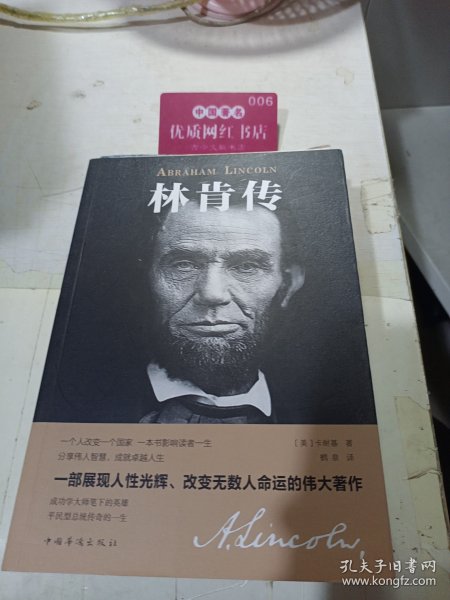 006
中国著名
优质网红书店
ABRAHAM LINCOLN
林肯传
一个人改变一个国家 一本书影响读者一生
[美]卡耐基 著
分享伟人智慧，成就卓越人生
译
一部展现人性光辉、改变无数人命运的伟大著作
成功学大师笔下的英雄
平民型总统传奇的一生
A. Lincoln
中国华侨出版社
孔夫子旧书网
www.kongfz.com